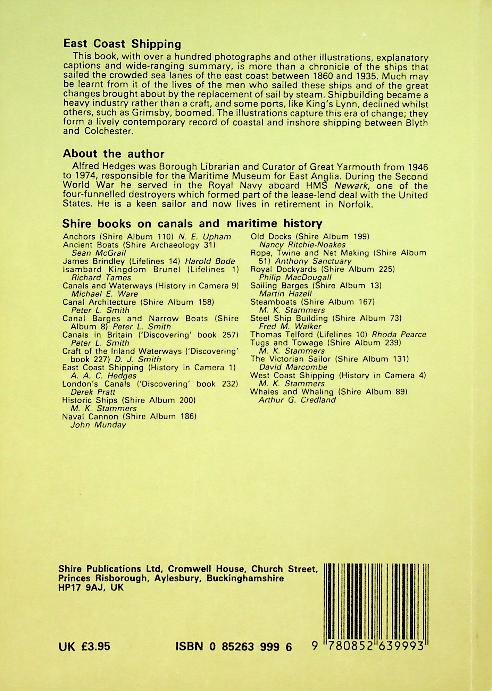 East Coast Shipping
This book, with over a hundred photographs and other illustrations, explanatory
captions and wide-ranging summary, is more than a chronicle of the ships that
sailed the crowded sea lanes of the east coast between 1860 and 1935. Much may
be learnt from it of the lives of the men who sailed these ships and of the great
changes brought about by the replacement of sail by steam. Shipbuilding became a
heavy industry rather than a craft, and some ports, like King's Lynn, declined whilst
others, such as Grimsby, boomed. The illustrations capture this era of change; they
form a lively contemporary record of coastal and inshore shipping between Blyth
and Colchester.
About the author
Alfred Hedges was Borough Librarian and Curator of Great Yarmouth from 1946
to 1974, responsible for the Maritime Museum for East Anglia. During the Second
World War he served in the Royal Navy aboard HMS Newark, one of the
four-funnelled destroyers which formed part of the lease-lend deal with the United
States. He is a keen sailor and now lives in retirement in Norfolk.
Shire books on canals and maritime history
Anchors (Shire Album 110) N. E. Upham
Ancient Boats (Shire Archaeology 31)
Sean McGrail
James Brindley (Lifelines 14) Harold Bode
Isambard Kingdom Brunel (Lifelines 1)
Richard Tames
Canals and Waterways (History in Camera 9)
Michael E. Ware
Canal Architecture (Shire Album 158)
Peter L. Smith
Canal Barges and Narrow Boats (Shire
Album 8) Peter L. Smith
Canals in Britain ('Discovering' book 257)
Peter L. Smith
Craft of the Inland Waterways ('Discovering'
book 227) D. J. Smith
East Coast Shipping (History in Camera 1)
A. A. C. Hedges
London's Canals ('Discovering' book 232)
Derek Pratt
Historic Ships (Shire Album 200)
M. K. Stammers
Naval Cannon (Shire Album 186)
John Munday
Old Docks (Shire Album 199)
Nancy Ritchie-Noakes
Rope, Twine and Net Making (Shire Album
51) Anthony Sanctuary
Royal Dockyards (Shire Album 225)
Philip MacDougall
Sailing Barges (Shire Album 13)
Martin Hazell
Steamboats (Shire Album 167)
M. K. Stammers
Steel Ship Building (Shire Album 73)
Fred M. Walker
Thomas Telford (Lifelines 10) Rhoda Pearce
Tugs and Towage (Shire Album 239)
M. K. Stammers
The Victorian Sailor (Shire Album 131)
David Marcombe
West Coast Shipping (History in Camera 4)
M. K. Stammers
Whales and Whaling (Shire Album 89)
Arthur G. Credland
Shire Publications Ltd, Cromwell House, Church Street,
Princes Risborough, Aylesbury, Buckinghamshire
HP17 9AJ, UK
UK £3.95
ISBN 0 85263 999 6
9 780852 639993